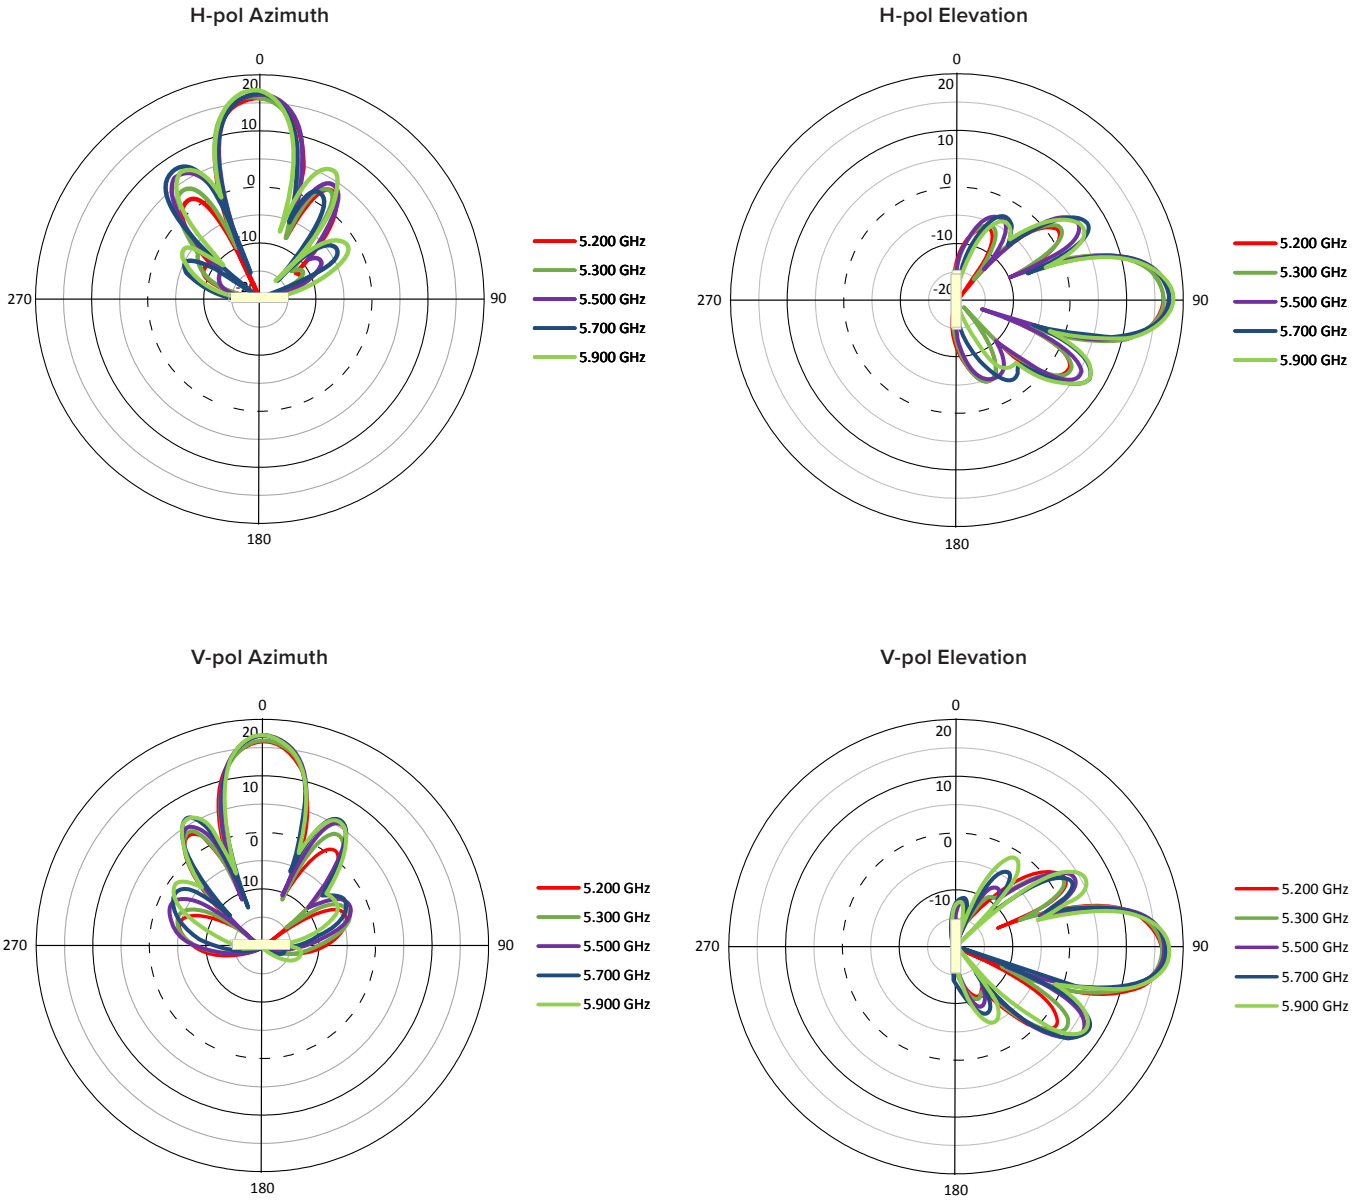 H-pol Azimuth
0
20
10
0
-10
270
90
180
5.200 GHz
5.300 GHz
5.500 GHz
5.700 GHz
5.900 GHz
H-pol Elevation
0
20
10
0
-10
-20
270
90
180
5.200 GHz
5.300 GHz
5.500 GHz
5.700 GHz
5.900 GHz
V-pol Azimuth
0
20
10
0
10
270
90
180
5.200 GHz
5.300 GHz
5.500 GHz
5.700 GHz
5.900 GHz
V-pol Elevation
0
20
10
0
-10
270
90
180
5.200 GHz
5.300 GHz
5.500 GHz
5.700 GHz
5.900 GHz